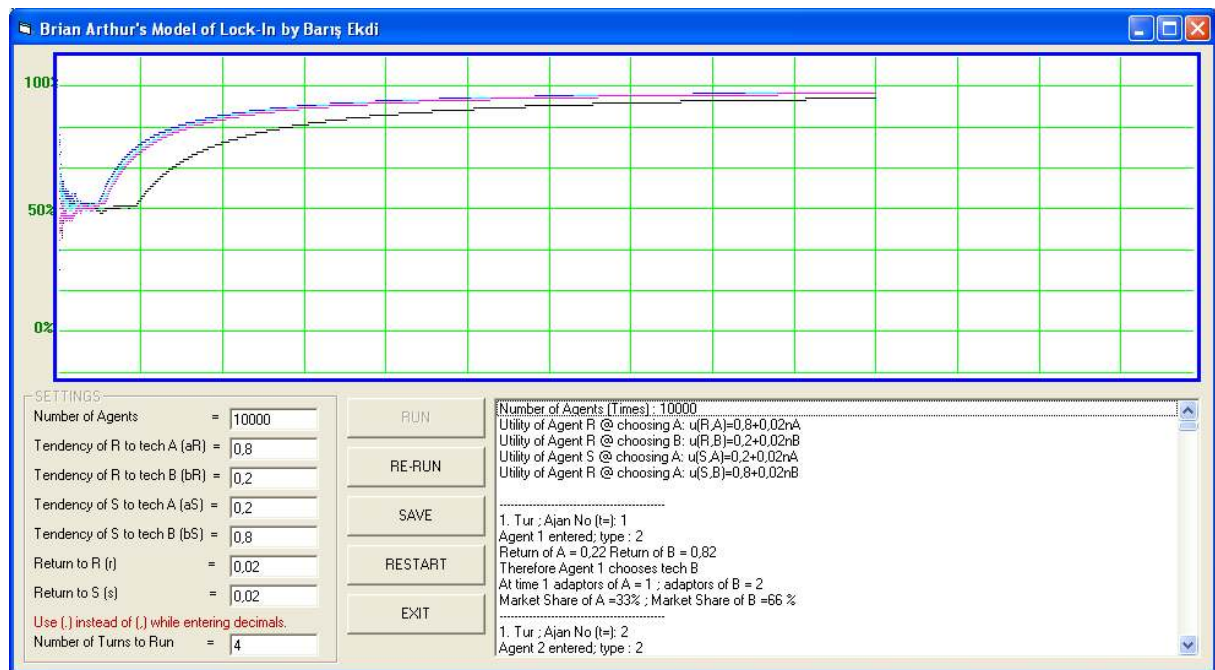 Brian Arthur's Model of Lock-In by Barış Ekdi
100%
50%
0%
SETTINGS
Number of Agents = 10000
Tendency of R to tech A (aR) = 0,8
Tendency of R to tech B (bR) = 0,2
Tendency of S to tech A (aS) = 0,2
Tendency of S to tech B (bS) = 0,8
Return to R (r) = 0,02
Return to S (s) = 0,02
Use (.) instead of (,) while entering decimals.
Number of Turns to Run = 4
RUN
RE-RUN
SAVE
RESTART
EXIT
Number of Agents (Times) : 10000
Utility of Agent R @ choosing A: u(R,A)=0,8+0,02nA
Utility of Agent R @ choosing B: u(R,B)=0,2+0,02nB
Utility of Agent S @ choosing A: u(S,A)=0,2+0,02nA
Utility of Agent R @ choosing A: u(S,B)=0,8+0,02nB
--------------------------------------------
1. Tur ; Ajan No (t=): 1
Agent 1 entered; type : 2
Return of A = 0,22 Return of B = 0,82
Therefore Agent 1 chooses tech B
At time 1 adaptors of A = 1 ; adaptors of B = 2
Market Share of A =33% ; Market Share of B =66 %
--------------------------------------------
1. Tur ; Ajan No (t=): 2
Agent 2 entered; type : 2